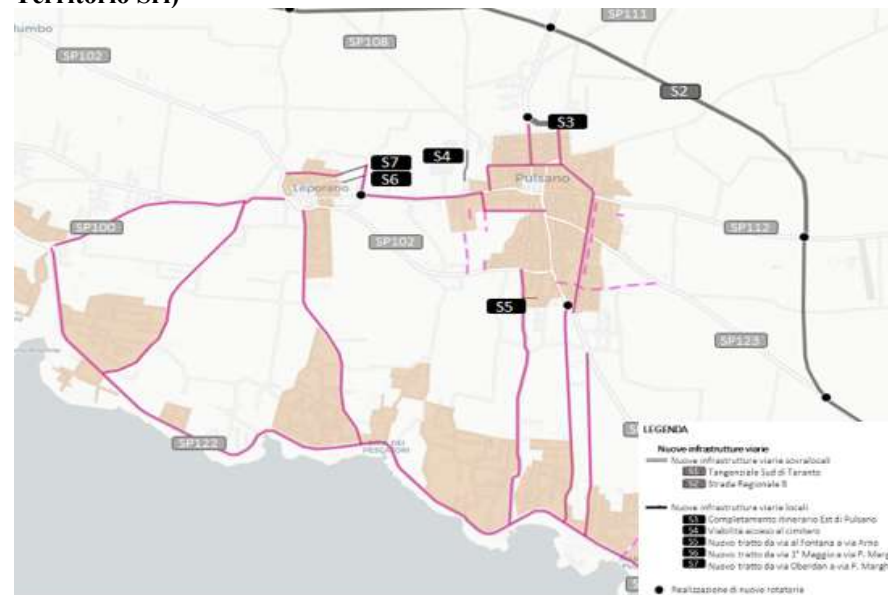 Territorio Srl)
lumbo
SP111
SP108
SP102
S2
S3
S4
S7
S6
Leporano
Pulsano
SP100
SP102
SP112
S5
SP123
SP122
PESCATORI
LEGENDA
Nuove infrastrutture viarie
Nuove infrastrutture viarie sovralocali
S1 Tangenziale Sud di Taranto
S2 Strada Regionale 8
Nuove infrastrutture viarie locali
S3 Completamento itinerario Est di Pulsano
S4 Viabilità accesso al cimitero
S5 Nuovo tratto da via al Fontana a via Arno
S6 Nuovo tratto da via 1° Maggio a via P. Marg
S7 Nuovo tratto da via Oberdan a via P. Margh
Realizzazione di nuove rotatorie